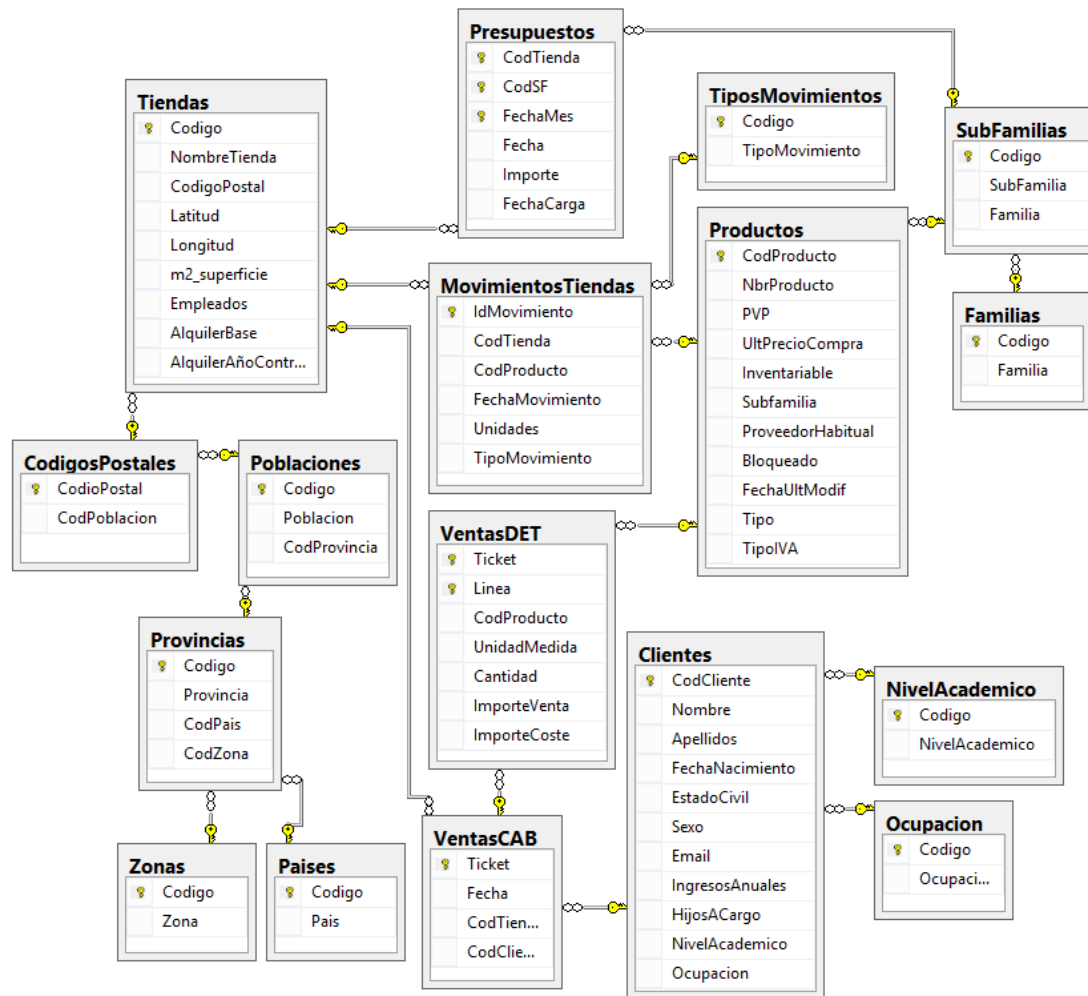 Presupuestos
CodTienda
CodSF
FechaMes
Fecha
Importe
FechaCarga
Tiendas
Codigo
NombreTienda
CodigoPostal
Latitud
Longitud
m2_superficie
Empleados
AlquilerBase
AlquilerAñoContr...
TiposMovimientos
Codigo
TipoMovimiento
SubFamilias
Codigo
SubFamilia
Familia
Productos
CodProducto
NbrProducto
PVP
UltPrecioCompra
Inventariable
Subfamilia
ProveedorHabitual
Bloqueado
FechaUltModif
Tipo
TipoIVA
MovimientosTiendas
IdMovimiento
CodTienda
CodProducto
FechaMovimiento
Unidades
TipoMovimiento
Familias
Codigo
Familia
CodigosPostales
CodioPostal
CodPoblacion
Poblaciones
Codigo
Poblacion
CodProvincia
VentasDET
Ticket
Linea
CodProducto
UnidadMedida
Cantidad
ImporteVenta
ImporteCoste
Provincias
Codigo
Provincia
CodPais
CodZona
Clientes
CodCliente
Nombre
Apellidos
FechaNacimiento
EstadoCivil
Sexo
Email
IngresosAnuales
HijosACargo
NivelAcademico
Ocupacion
NivelAcademico
Codigo
NivelAcademico
Ocupacion
Codigo
Ocupaci...
VentasCAB
Ticket
Fecha
CodTien...
CodClie...
Zonas
Codigo
Zona
Paises
Codigo
Pais